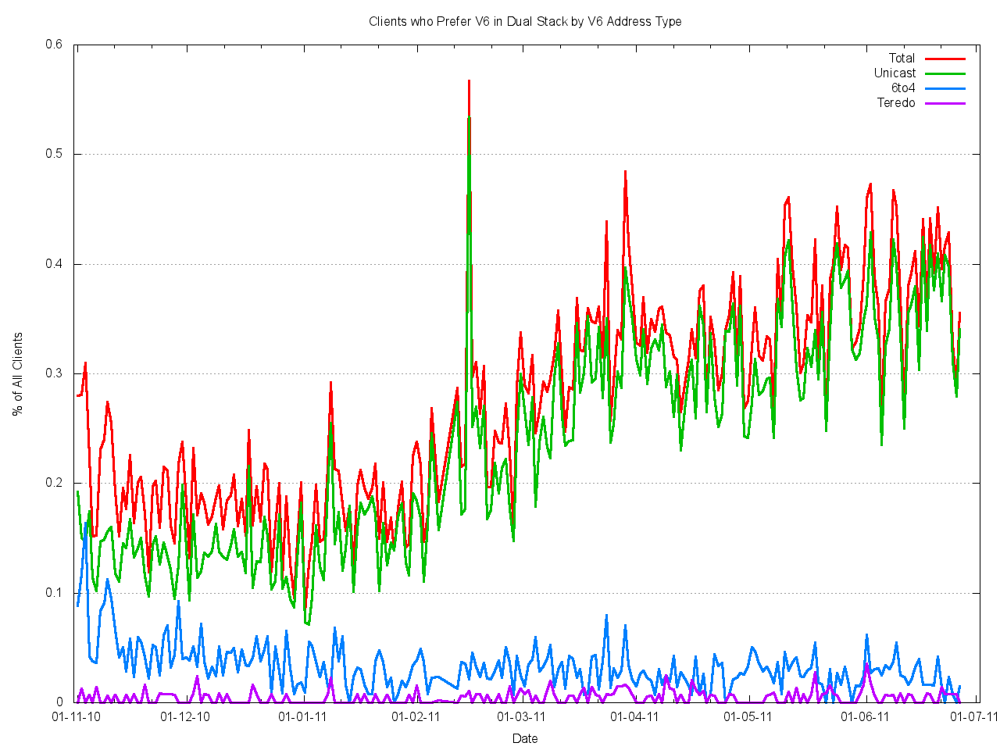 Clients who Prefer V6 in Dual Stack by V6 Address Type
Total
Unicast
6to4
Teredo
0.6
0.5
0.4
0.3
0.2
0.1
0
% of All Clients
01-11-10 01-12-10 01-01-11 01-02-11 01-03-11 01-04-11 01-05-11 01-06-11 01-07-11
Date